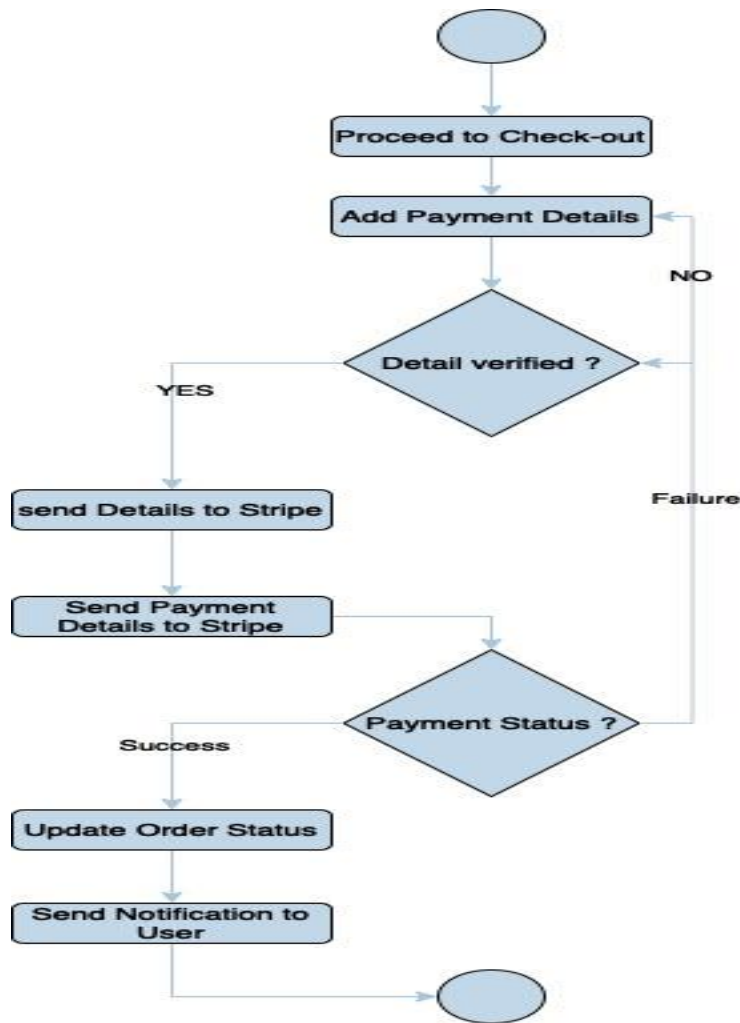 Proceed to Check-out
Add Payment Details
NO
Detail verified ?
YES
send Details to Stripe
Failure
Send Payment
Details to Stripe
Payment Status ?
Success
Update Order Status
Send Notification to
User